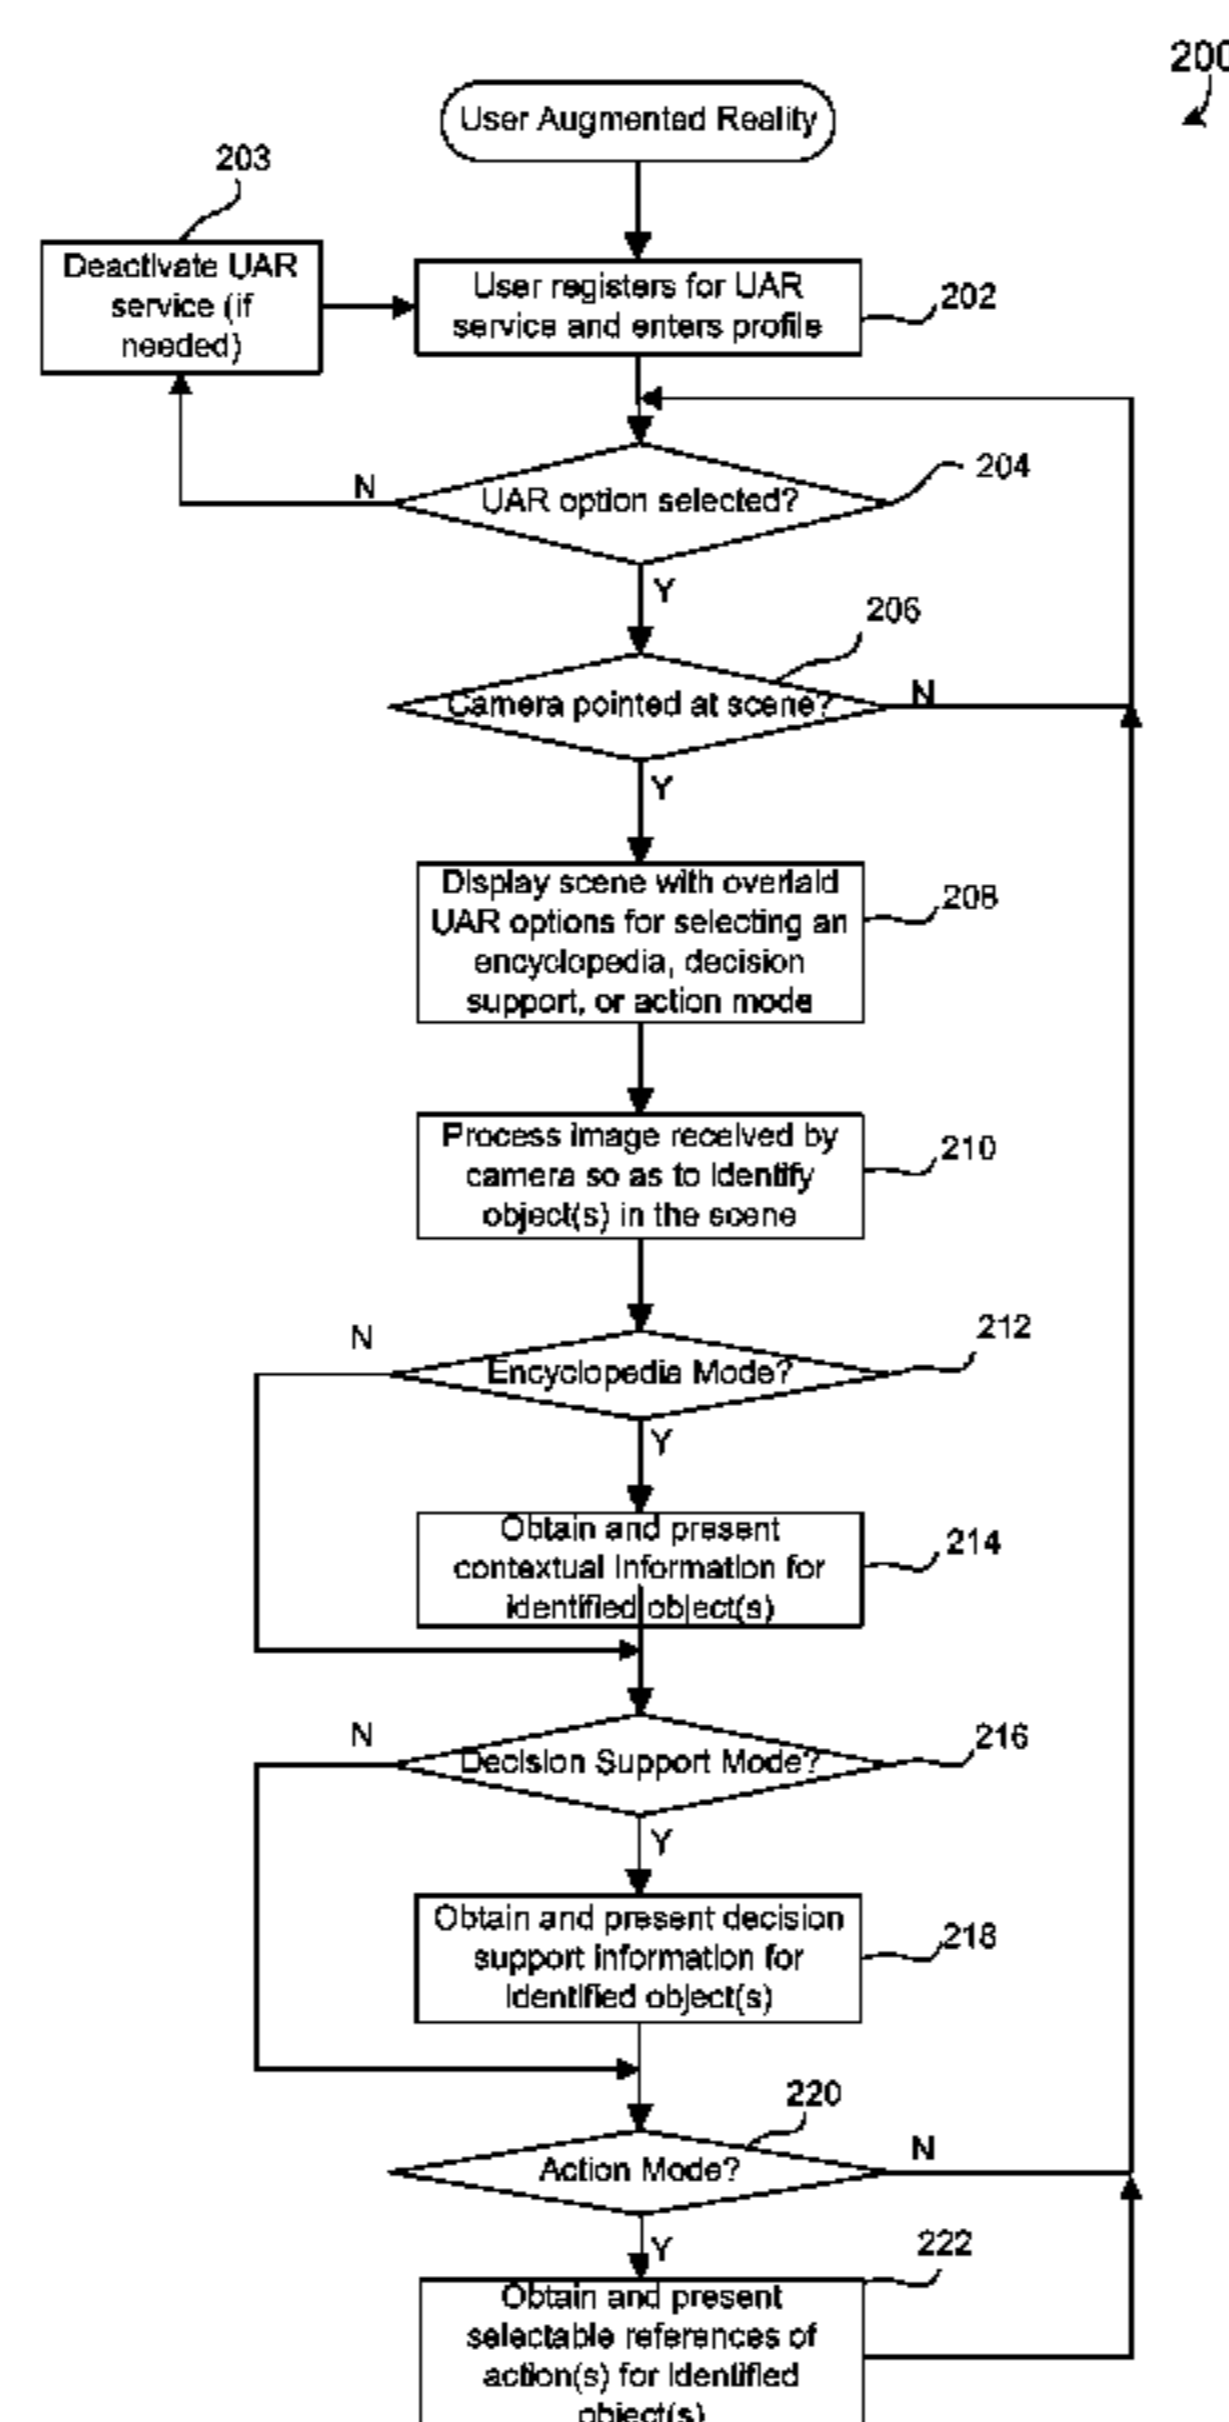 200
User Augmented Reality
203
Deactivate UAR
service (if
needed)
User registers for UAR
service and enters profile
202
N
UAR option selected?
204
Y
206
Camera pointed at scene?
N
Y
Display scene with overlaid
UAR options for selecting an
encyclopedia, decision
support, or action mode
208
Process image received by
camera so as to identify
object(s) in the scene
210
N
Encyclopedia Mode?
212
Y
Obtain and present
contextual information for
identified object(s)
214
N
Decision Support Mode?
216
Y
Obtain and present decision
support information for
identified object(s)
218
220
Action Mode?
N
Y
222
Obtain and present
selectable references of
action(s) for identified
object(s)